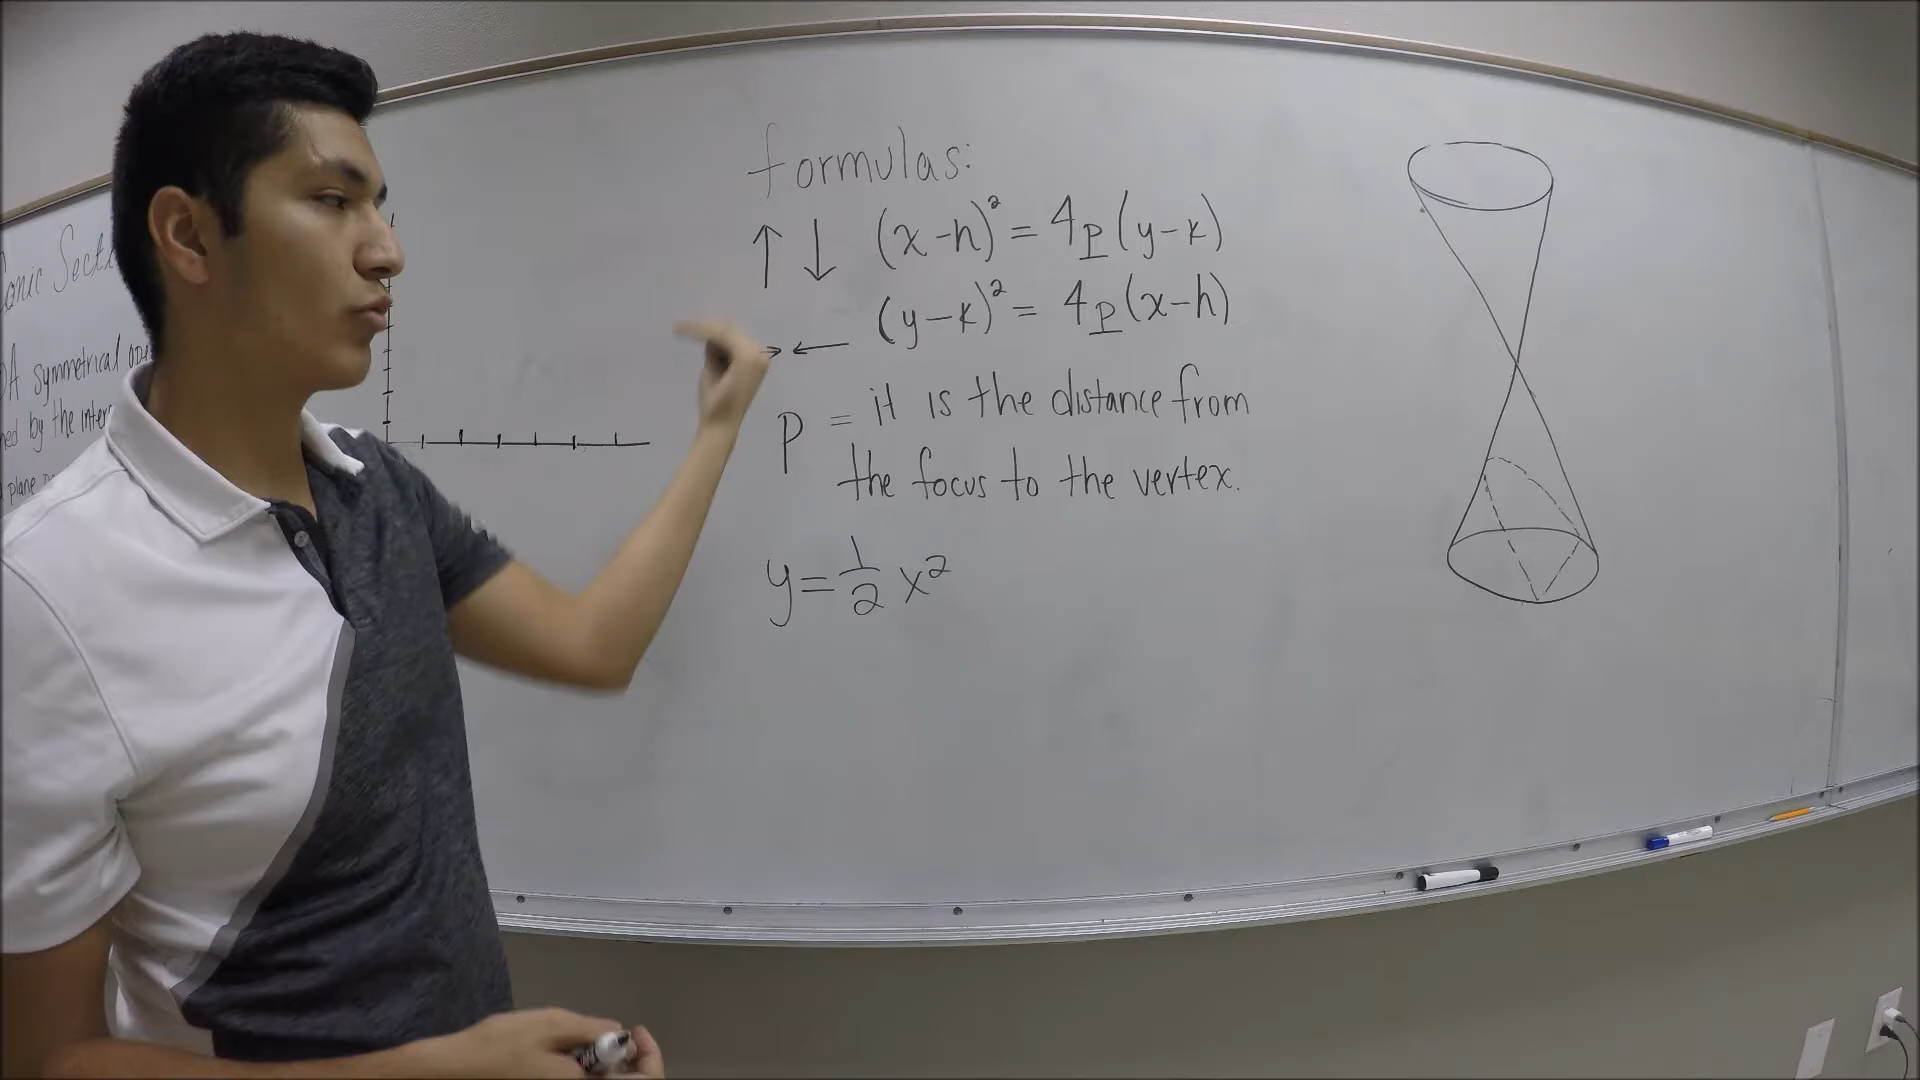 Conic
A symmetrical
by the
plane
formulas:
↑ ↓ (x-h)² = 4p(y-k)
→← (y-k)² = 4p(x-h)
p = it is the distance from
the focus to the vertex.
y = 1/2 x²